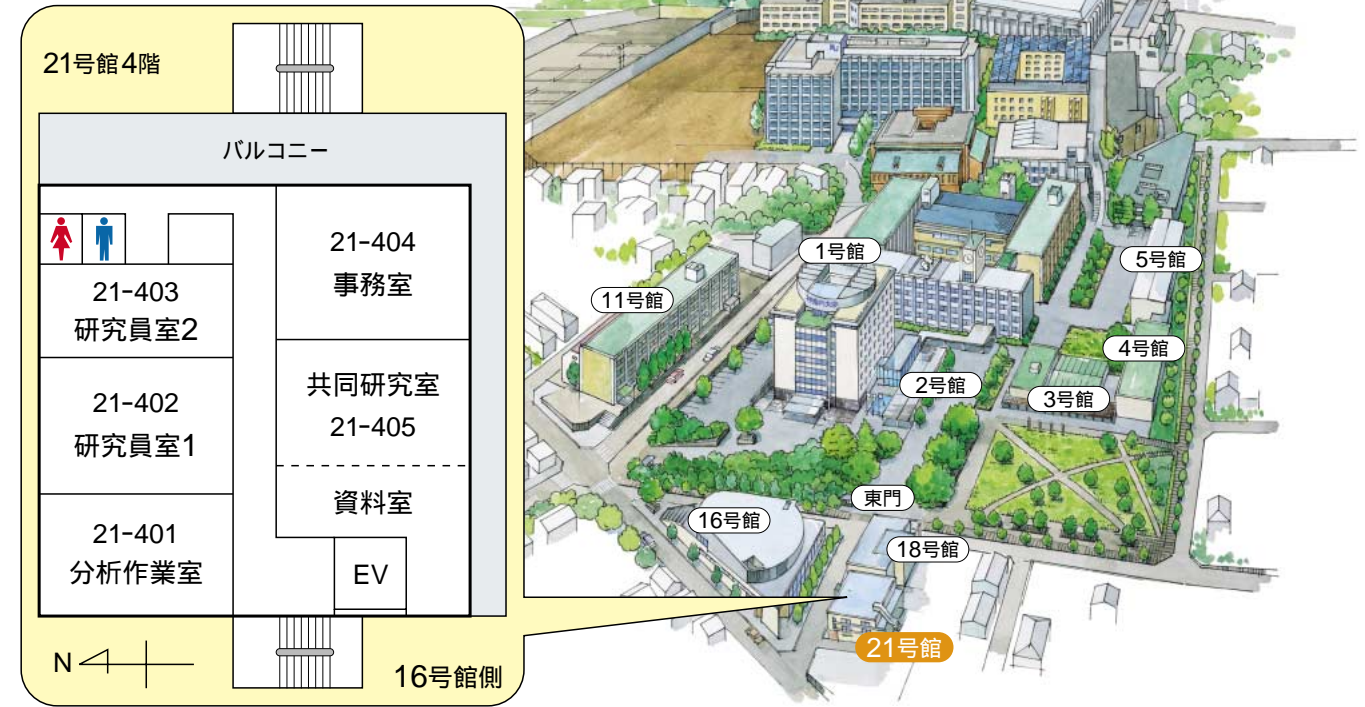 21号館4階
バルコニー
21-404
事務室
21-403
研究員室2
共同研究室
21-405
21-402
研究員室1
資料室
21-401
分析作業室
EV
N
16号館側
1号館
5号館
11号館
4号館
2号館
3号館
東門
16号館
18号館
21号館